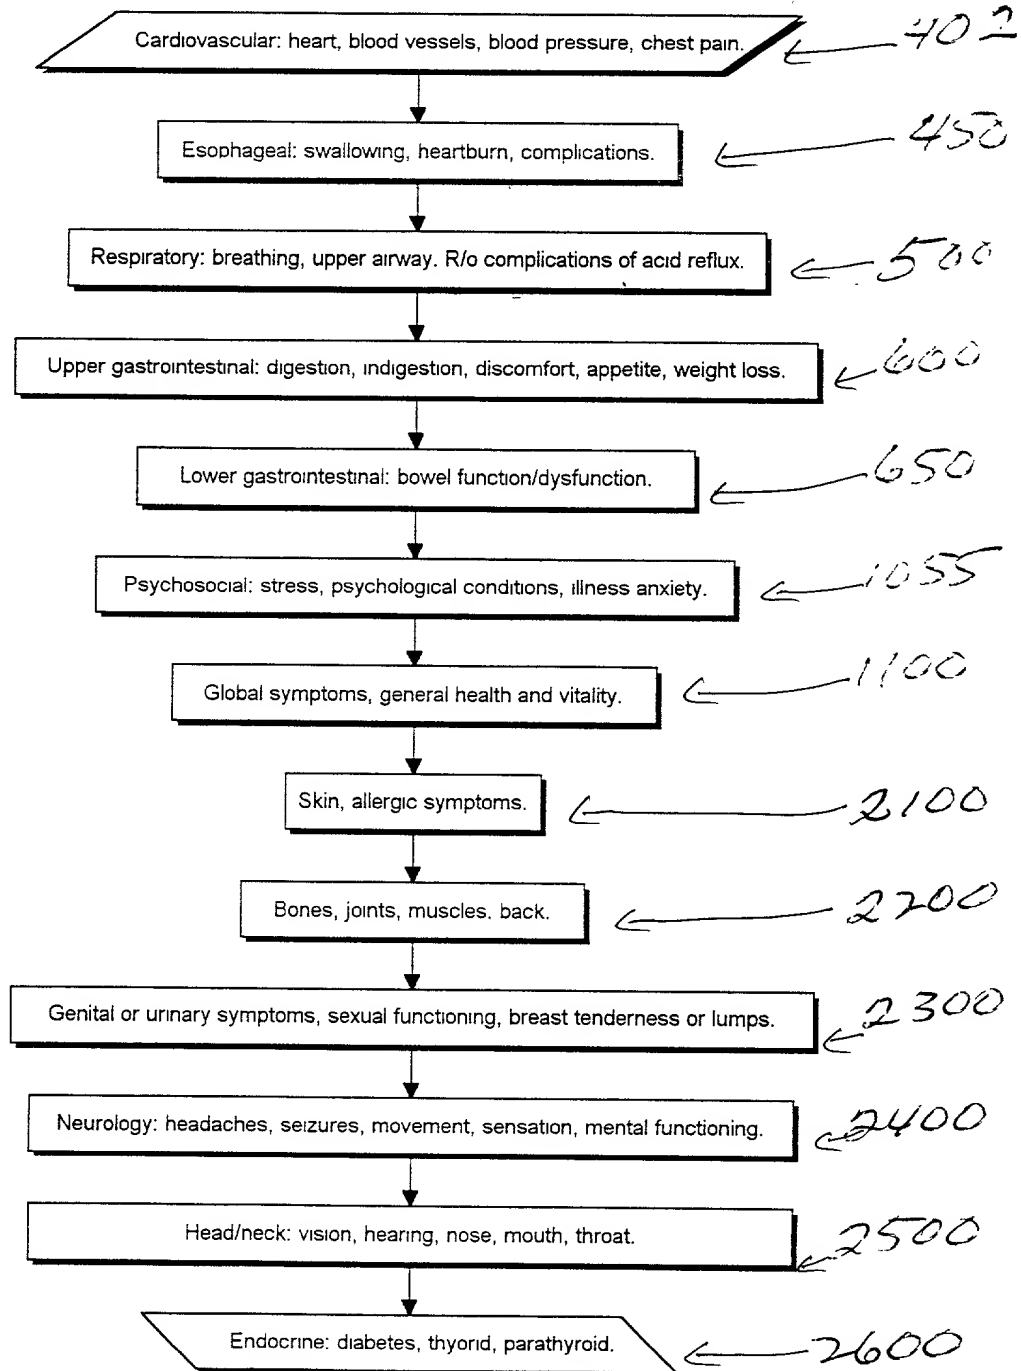 Cardiovascular: heart, blood vessels, blood pressure, chest pain.
402
Esophageal: swallowing, heartburn, complications.
450
Respiratory: breathing, upper airway. R/o complications of acid reflux.
500
Upper gastrointestinal: digestion, indigestion, discomfort, appetite, weight loss.
600
Lower gastrointestinal: bowel function/dysfunction.
650
Psychosocial: stress, psychological conditions, illness anxiety.
1055
Global symptoms, general health and vitality.
1100
Skin, allergic symptoms.
2100
Bones, joints, muscles. back.
2200
Genital or urinary symptoms, sexual functioning, breast tenderness or lumps.
2300
Neurology: headaches, seizures, movement, sensation, mental functioning.
2400
Head/neck: vision, hearing, nose, mouth, throat.
2500
Endocrine: diabetes, thyorid, parathyroid.
2600